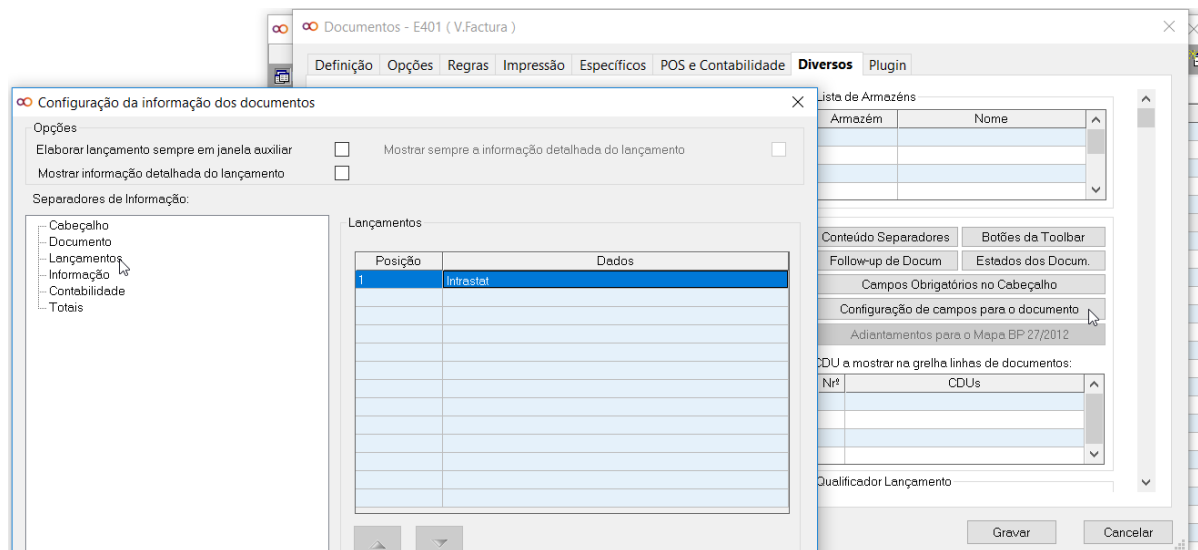 Documentos - E401 ( V.Factura )
Definição Opções Regras Impressão Específicos POS e Contabilidade Diversos Plugin
Configuração da informação dos documentos
Opções
Elaborar lançamento sempre em janela auxiliar
Mostrar sempre a informação detalhada do lançamento
Mostrar informação detalhada do lançamento
Separadores de Informação:
Cabeçalho
Documento
Lançamentos
Informação
Contabilidade
Totais
Lançamentos
Posição Dados
1 Intrastat
Lista de Armazéns
Armazém Nome
Conteúdo Separadores Botões da Toolbar
Follow-up de Docum Estados dos Docum.
Campos Obrigatórios no Cabeçalho
Configuração de campos para o documento
Adiantamentos para o Mapa BP 27/2012
CDU a mostrar na grelha linhas de documentos:
Nrº CDUs
Qualificador Lançamento
Gravar Cancelar